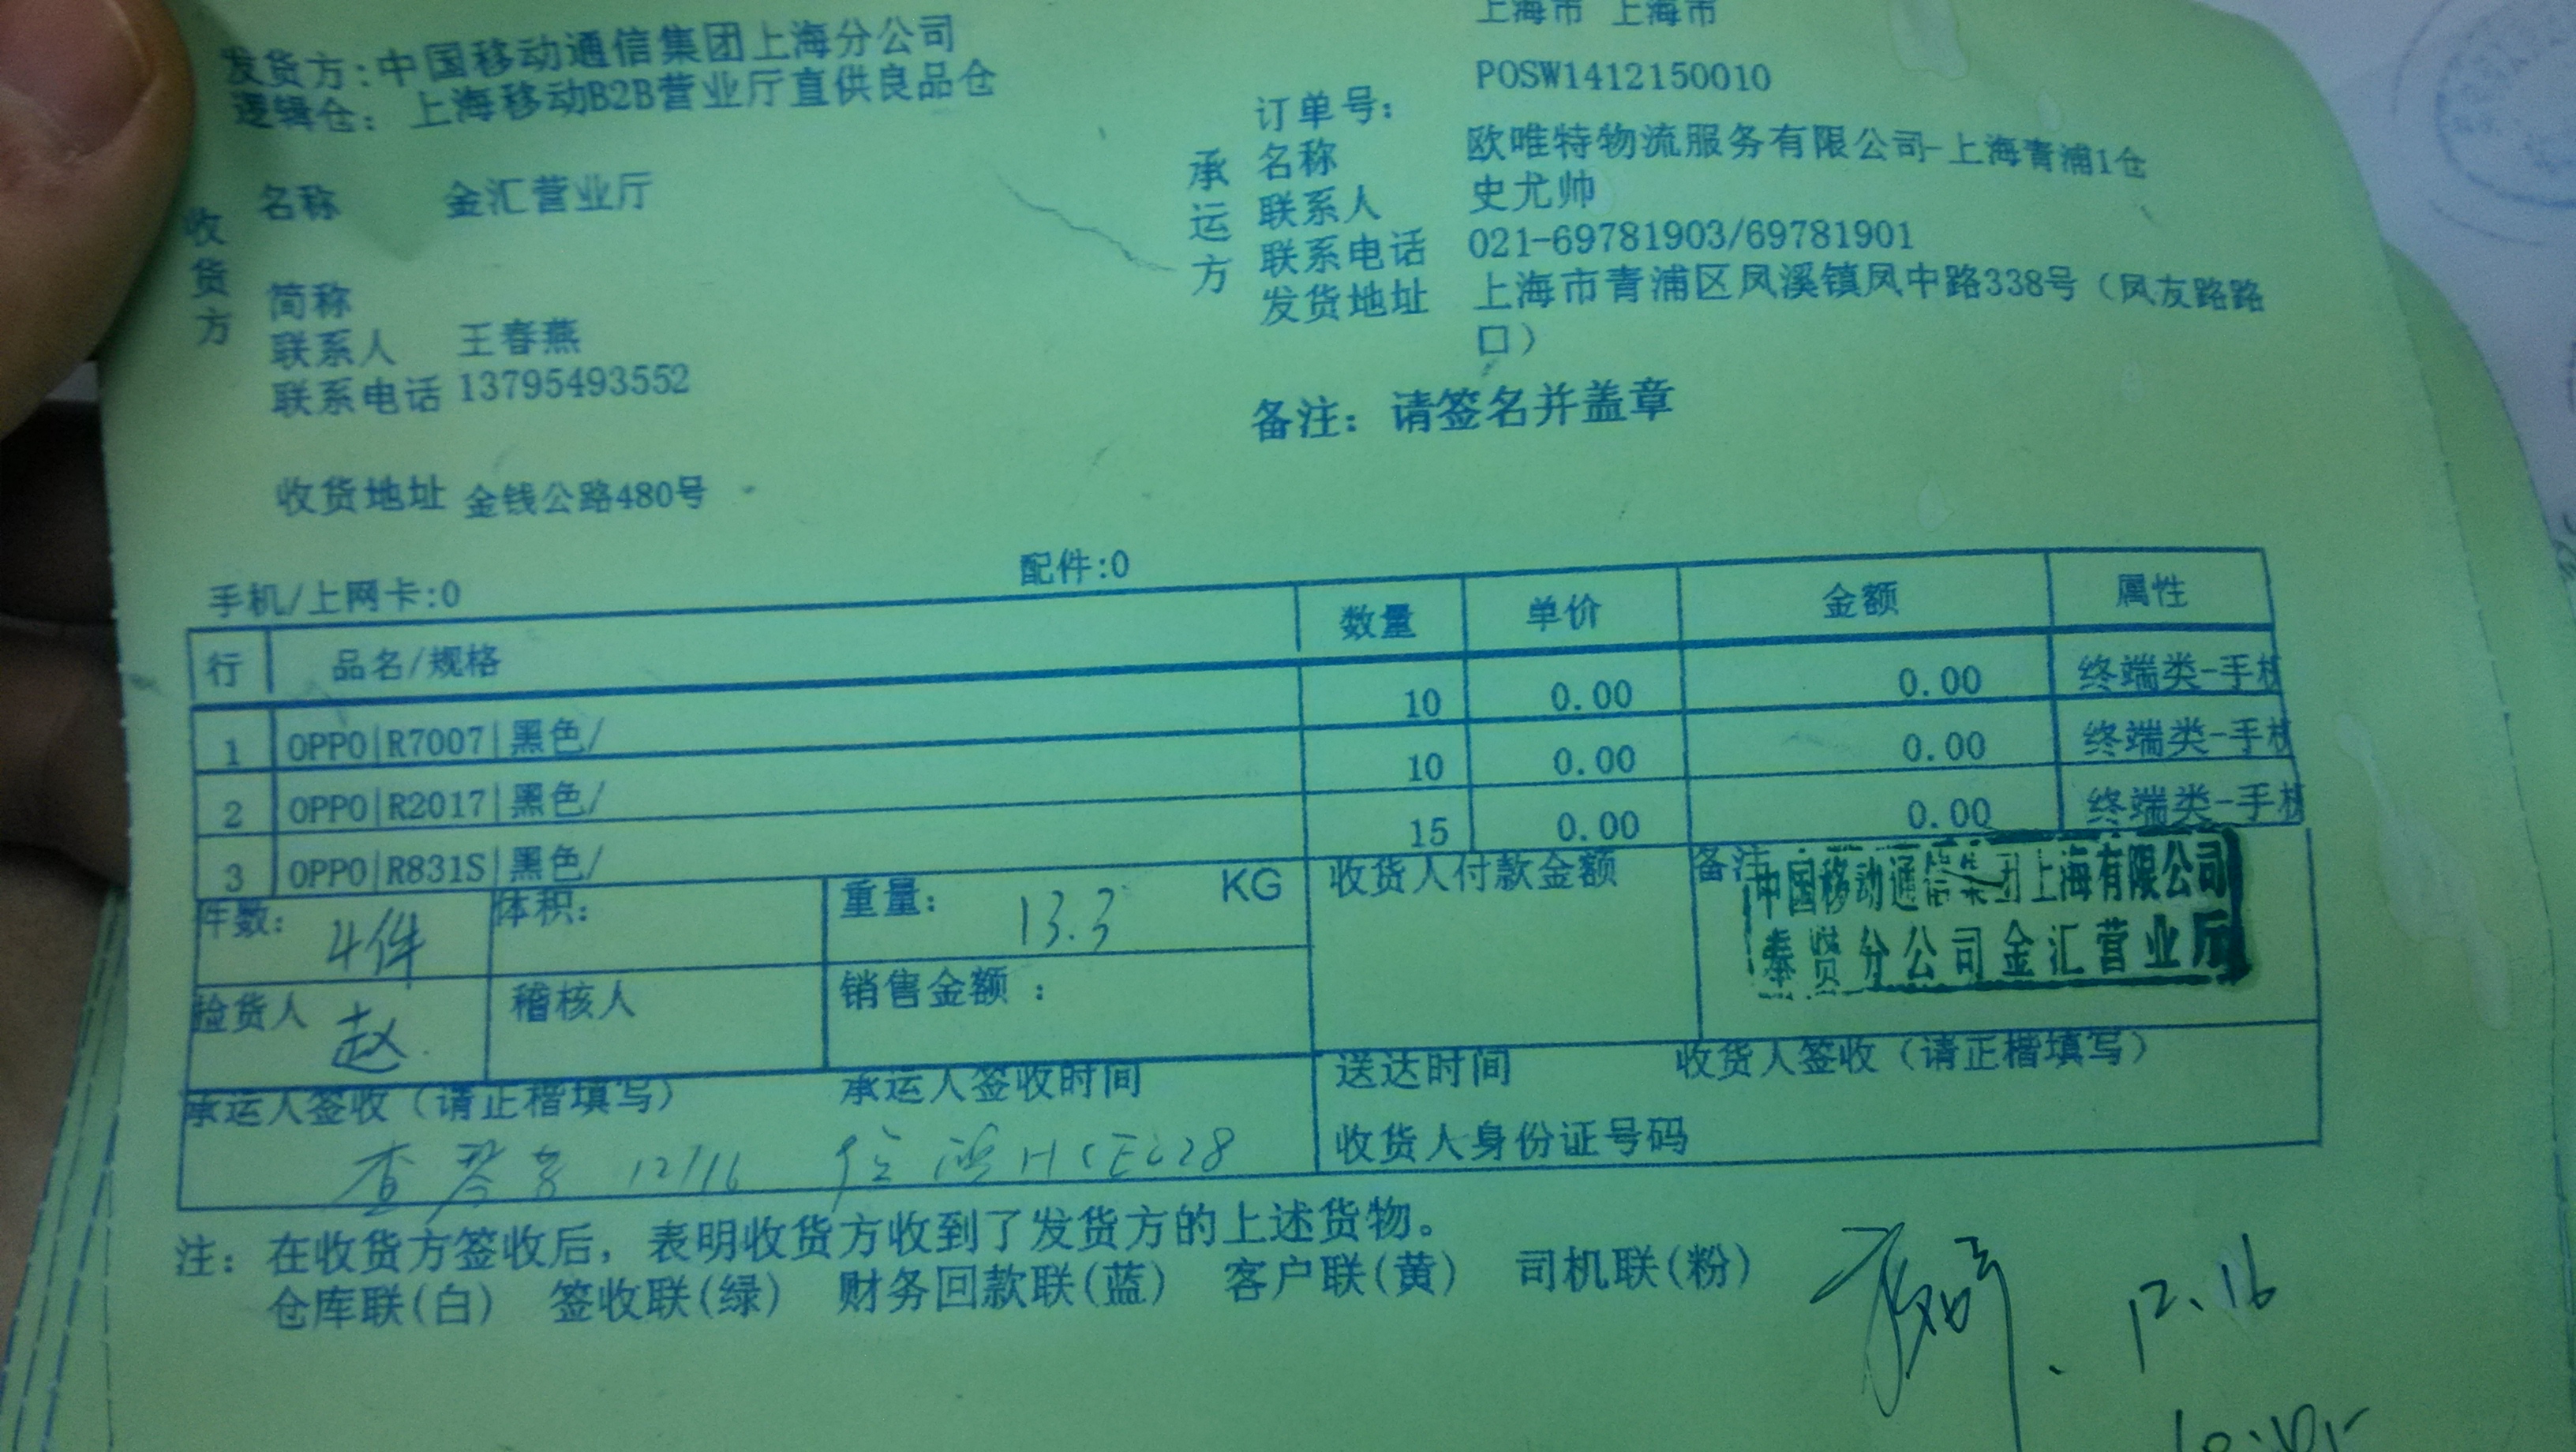 上海市 上海市
发货方:中国移动通信集团上海分公司
逻辑仓: 上海移动B2B营业厅直供良品仓
订单号: POSW1412150010
收货方
名称 金汇营业厅
简称
联系人 王春燕
联系电话 13795493552
收货地址 金钱公路480号
承运方
名称 欧唯特物流服务有限公司-上海青浦1仓
联系人 史尤帅
联系电话 021-69781903/69781901
发货地址 上海市青浦区凤溪镇凤中路338号（凤友路路
口）
备注: 请签名并盖章
手机/上网卡:0 配件:0
行 品名/规格 数量 单价 金额 属性
1 OPPO|R7007|黑色/ 10 0.00 0.00 终端类-手机
2 OPPO|R2017|黑色/ 10 0.00 0.00 终端类-手机
3 OPPO|R831S|黑色/ 15 0.00 0.00 终端类-手机
件数: 4件 体积: 重量: 13.3 KG 收货人付款金额 备注
中国移动通信集团上海有限公司
奉贤分公司金汇营业厅
检货人 赵 稽核人 销售金额 :
承运人签收（请正楷填写） 承运人签收时间 送达时间 收货人签收（请正楷填写）
12/16
收货人身份证号码
注: 在收货方签收后, 表明收货方收到了发货方的上述货物。
仓库联(白) 签收联(绿) 财务回款联(蓝) 客户联(黄) 司机联(粉)
12.16